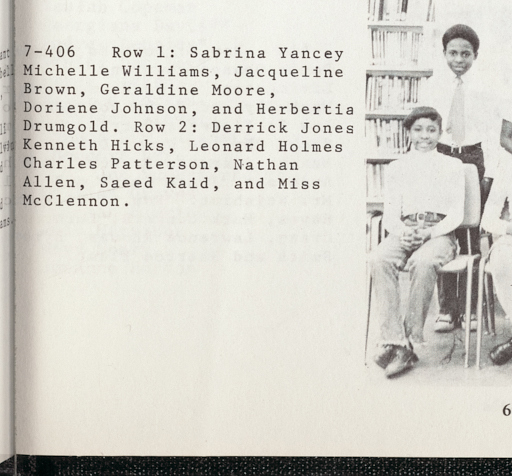 7-406 Row 1: Sabrina Yancey
Michelle Williams, Jacqueline
Brown, Geraldine Moore,
Doriene Johnson, and Herbertia
Drumgold. Row 2: Derrick Jones
Kenneth Hicks, Leonard Holmes
Charles Patterson, Nathan
Allen, Saeed Kaid, and Miss
McClennon.
6